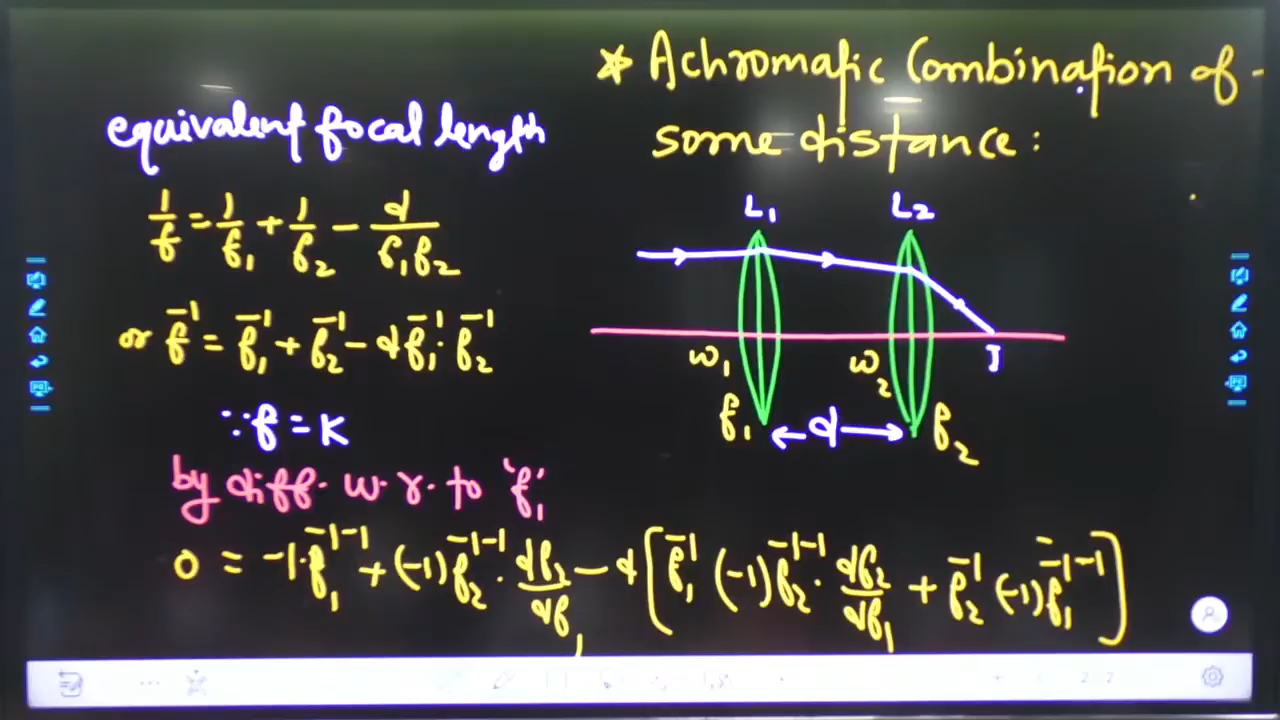 * Achromatic Combination of
some distance :
equivalent focal length
1/f = 1/f₁ + 1/f₂ - d/f₁f₂
or f⁻¹ = f₁⁻¹ + f₂⁻¹ - d f₁⁻¹ · f₂⁻¹
∵ f = K
by diff. w. r. to 'f₁'
0 = -1·f₁⁻¹⁻¹ + (-1) f₂⁻¹⁻¹ · df₂/df₁ - d [f₁⁻¹ (-1) f₂⁻¹⁻¹ · df₂/df₁ + f₂⁻¹ (-1) f₁⁻¹⁻¹]
L₁ L₂
ω₁ ω₂ I
f₁ d f₂